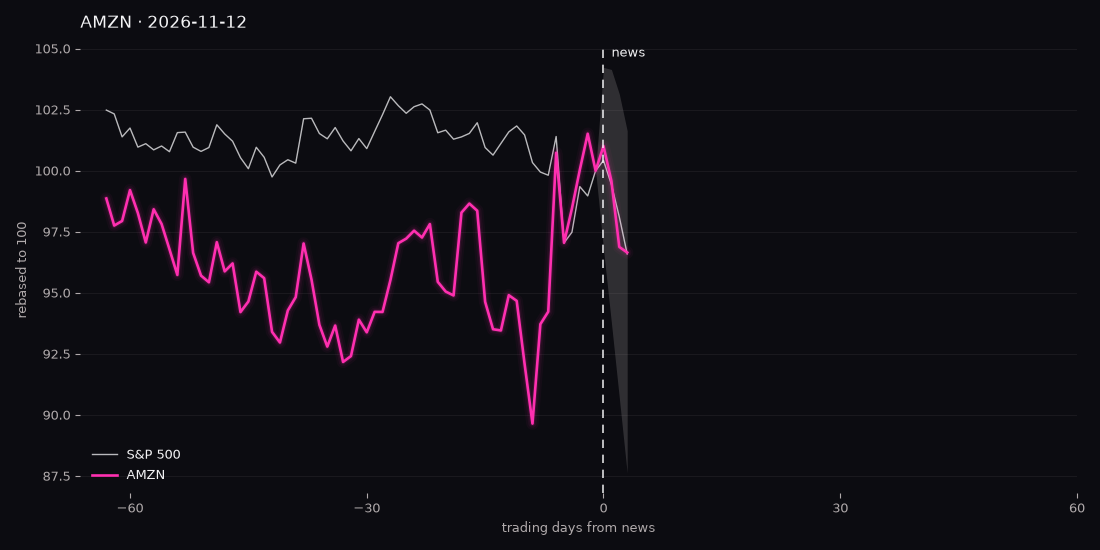 AMZN · 2026-11-12
105.0
102.5
100.0
97.5
95.0
92.5
90.0
87.5
rebased to 100
news
S&P 500
AMZN
−60
−30
0
30
60
trading days from news